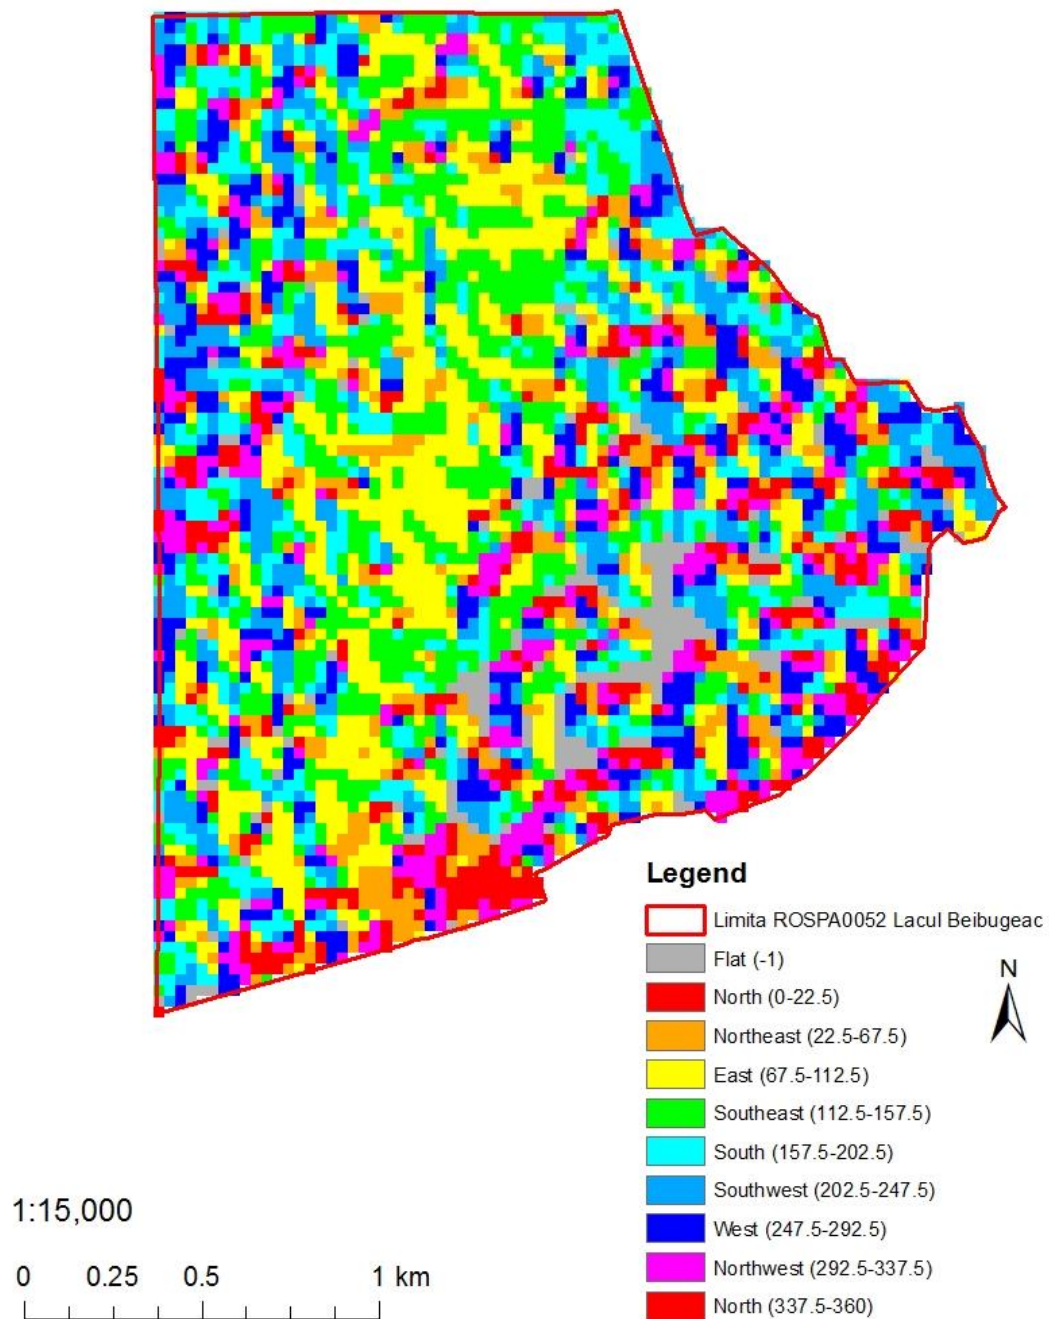 Legend
Limita ROSPA0052 Lacul Beibugeac
Flat (-1)
North (0-22.5)
Northeast (22.5-67.5)
East (67.5-112.5)
Southeast (112.5-157.5)
South (157.5-202.5)
Southwest (202.5-247.5)
West (247.5-292.5)
Northwest (292.5-337.5)
North (337.5-360)
N
1:15,000
0 0.25 0.5 1 km